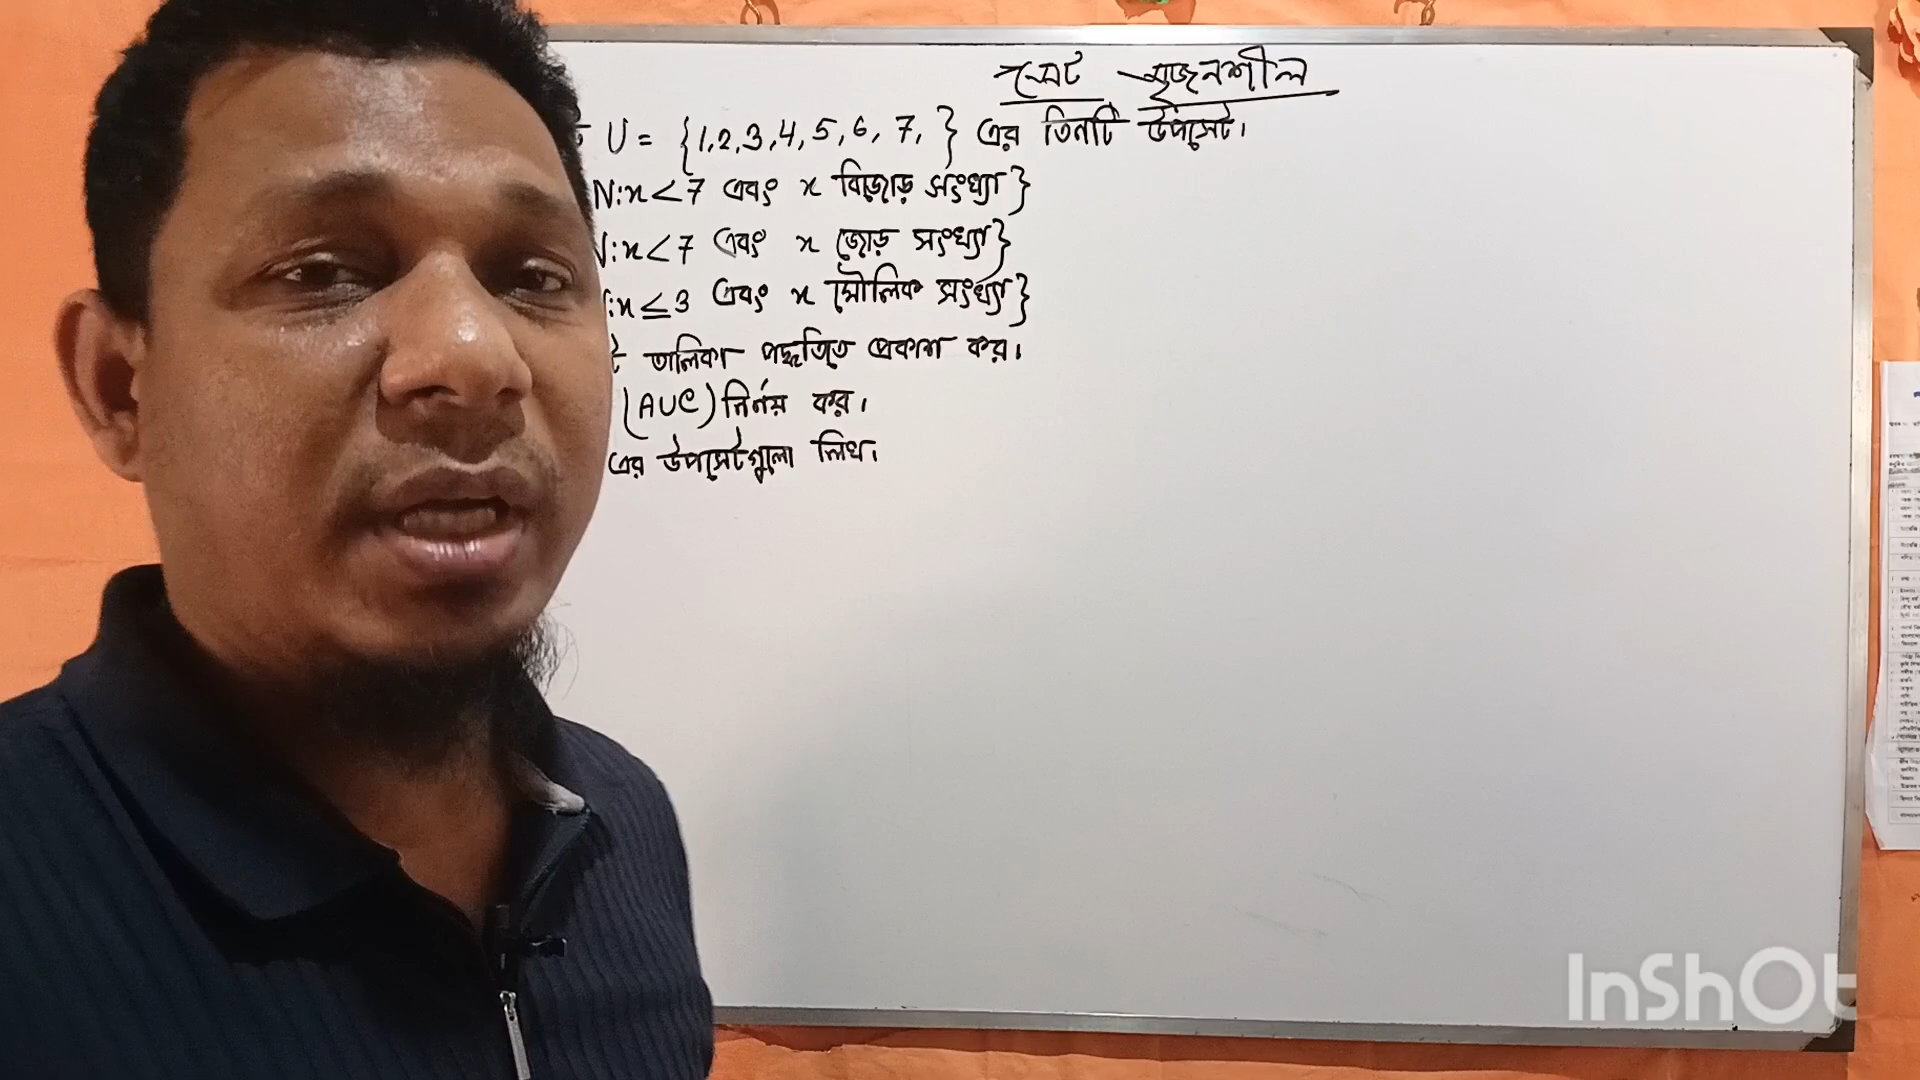 সেট সৃজনশীল
U = {1,2,3,4,5,6,7,} এর তিনটি উপসেট।
N:x<7 এবং x বিজোড় সংখ্যা}
:x<7 এবং x জোড় সংখ্যা}
:x≤3 এবং x মৌলিক সংখ্যা}
তালিকা পদ্ধতিতে প্রকাশ কর।
(AUC) নির্ণয় কর।
এর উপসেটগুলো লিখ।
InShOt